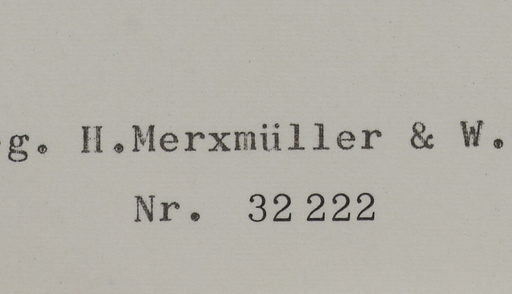 g. H.Merxmüller & W.
Nr. 32 222